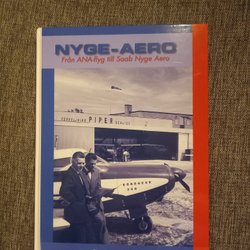 NYGE-AERO
Från ANA-flyg till Saab Nyge Aero
PIPER